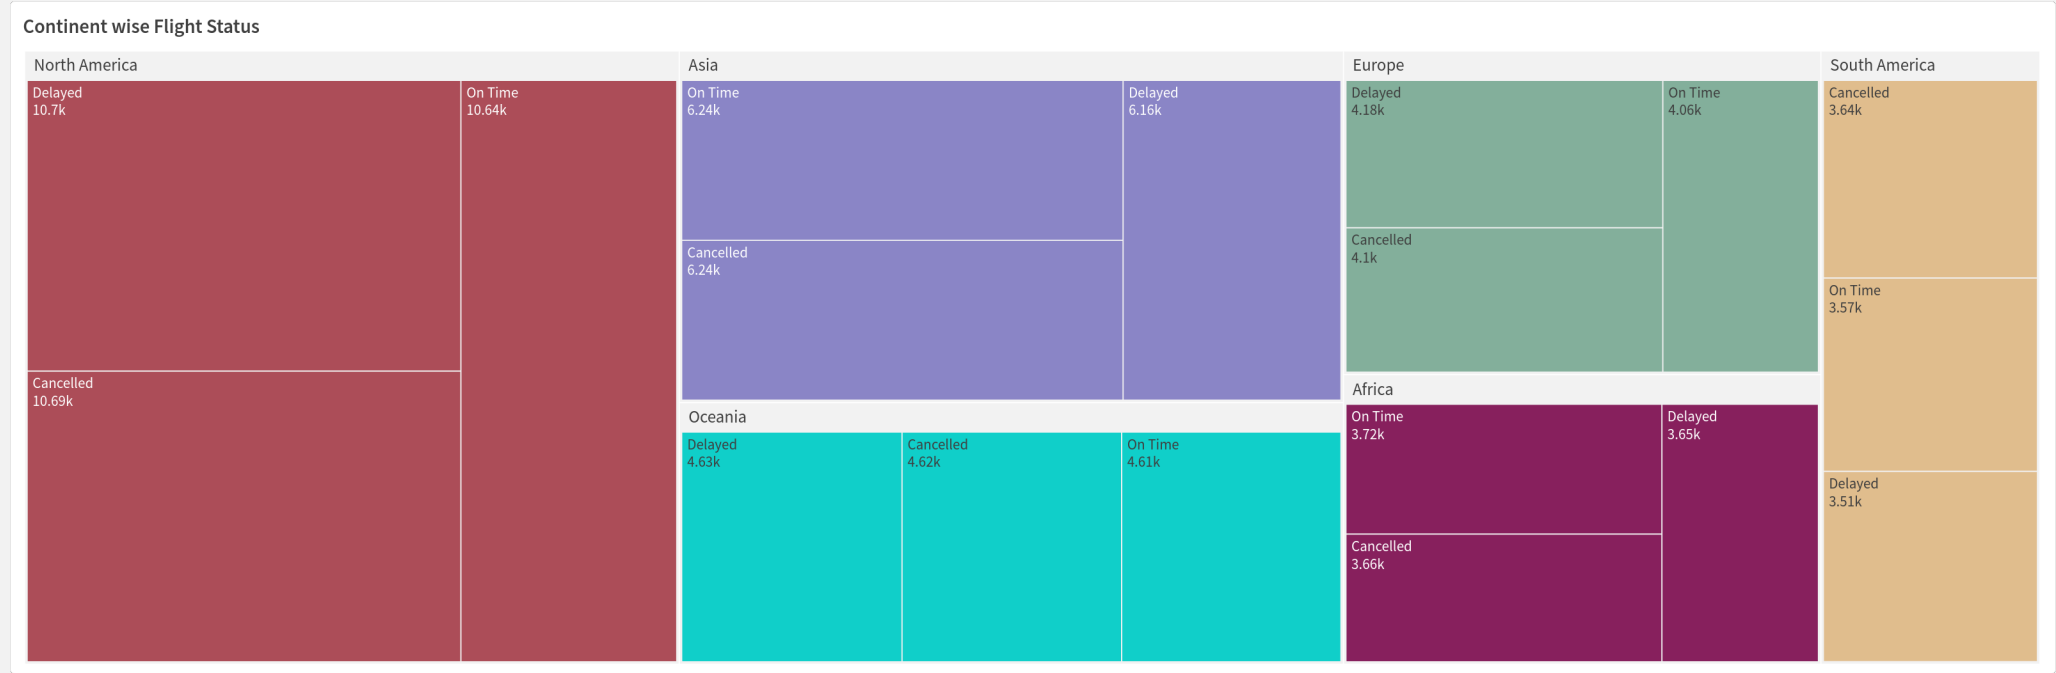 Continent wise Flight Status
North America
Delayed
10.7k
On Time
10.64k
Cancelled
10.69k
Asia
On Time
6.24k
Delayed
6.16k
Cancelled
6.24k
Oceania
Delayed
4.63k
Cancelled
4.62k
On Time
4.61k
Europe
Delayed
4.18k
On Time
4.06k
Cancelled
4.1k
Africa
On Time
3.72k
Delayed
3.65k
Cancelled
3.66k
South America
Cancelled
3.64k
On Time
3.57k
Delayed
3.51k